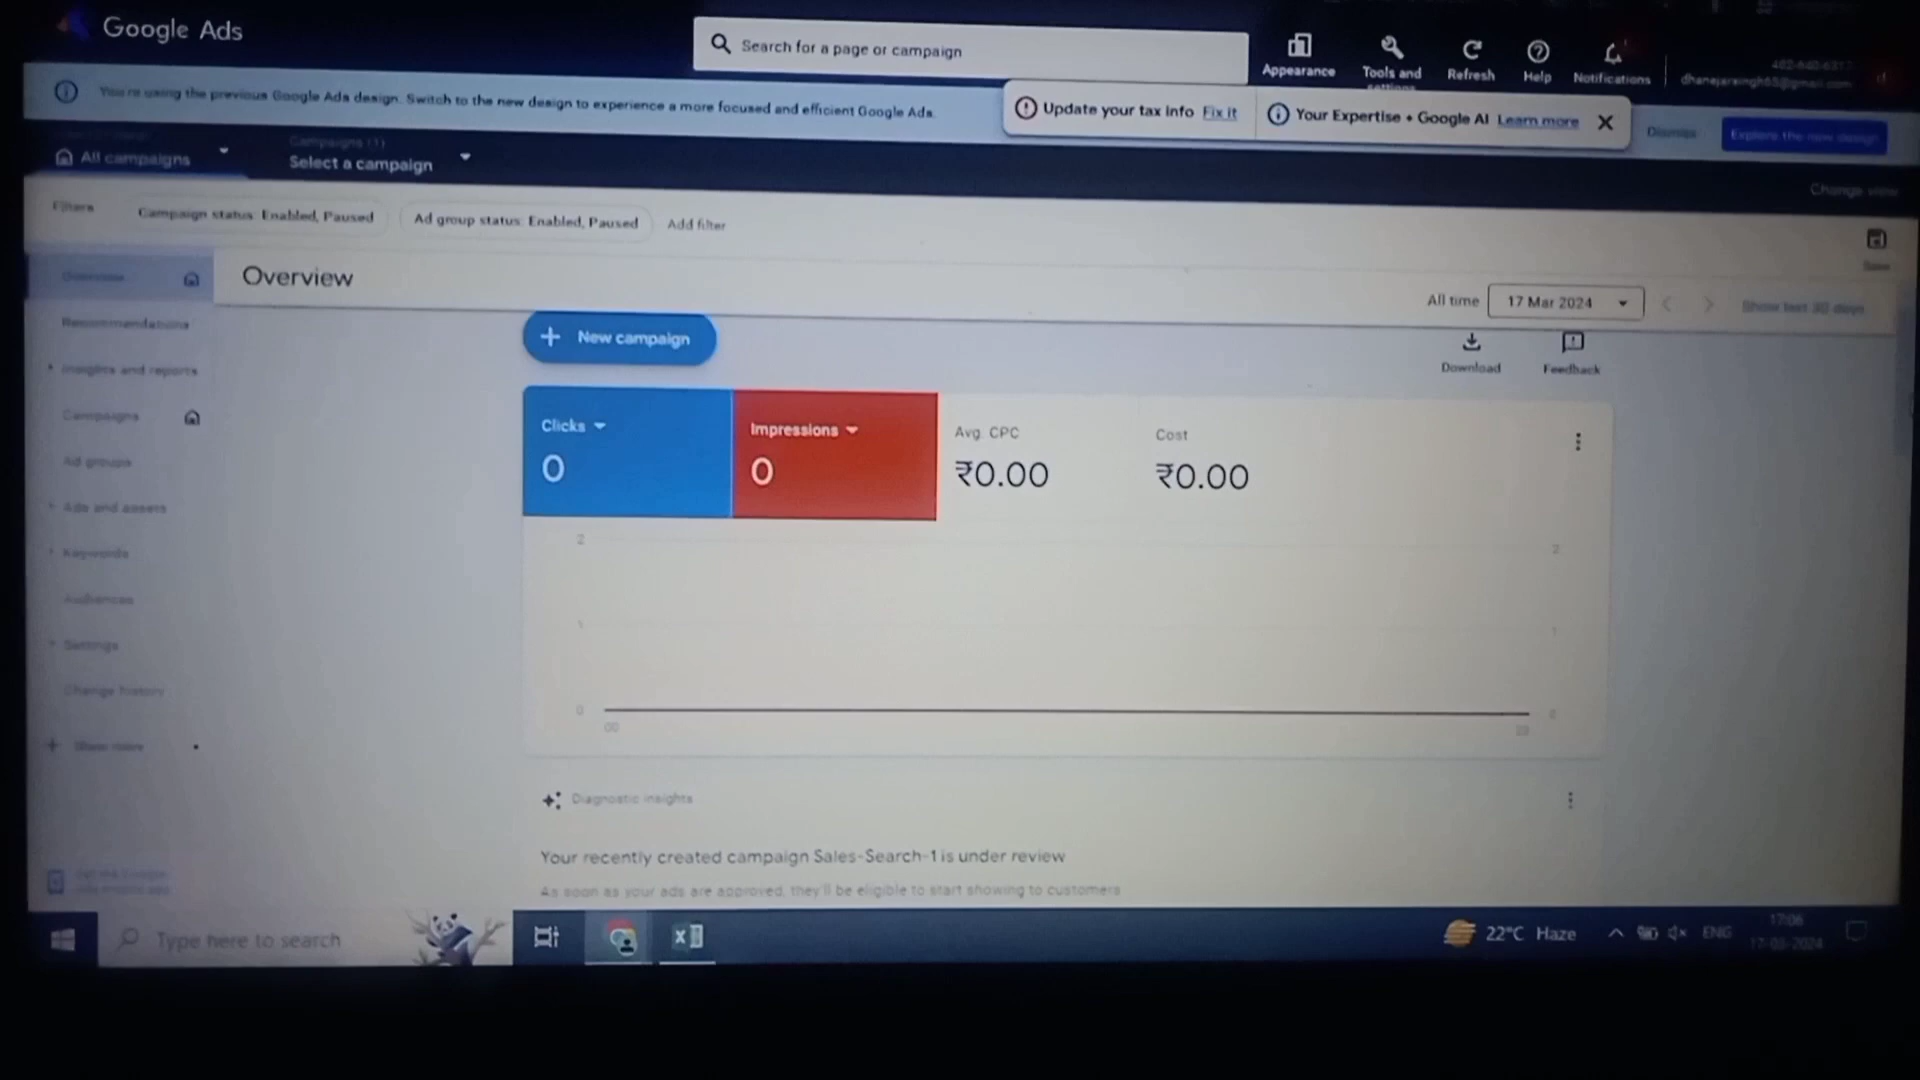 Google Ads
Search for a page or campaign
Appearance
Tools and settings
Refresh
Help
Notifications
You're using the previous Google Ads design. Switch to the new design to experience a more focused and efficient Google Ads.
Update your tax info Fix it
Your Expertise + Google AI Learn more
Dismiss
Explore the new design
All campaigns
Campaigns (1)
Select a campaign
Change view
Filters
Campaign status: Enabled, Paused
Ad group status: Enabled, Paused
Add filter
Save
Overview
Overview
All time
17 Mar 2024
Show last 30 days
Recommendations
Insights and reports
Campaigns
Ad groups
Ads and assets
Keywords
Audiences
Settings
Change history
Show more
New campaign
Download
Feedback
Clicks
0
Impressions
0
Avg. CPC
₹0.00
Cost
₹0.00
2
2
1
1
0
0
00
Diagnostic insights
Your recently created campaign Sales-Search-1 is under review
As soon as your ads are approved, they'll be eligible to start showing to customers
Type here to search
22°C Haze
ENG
17:06
17-03-2024